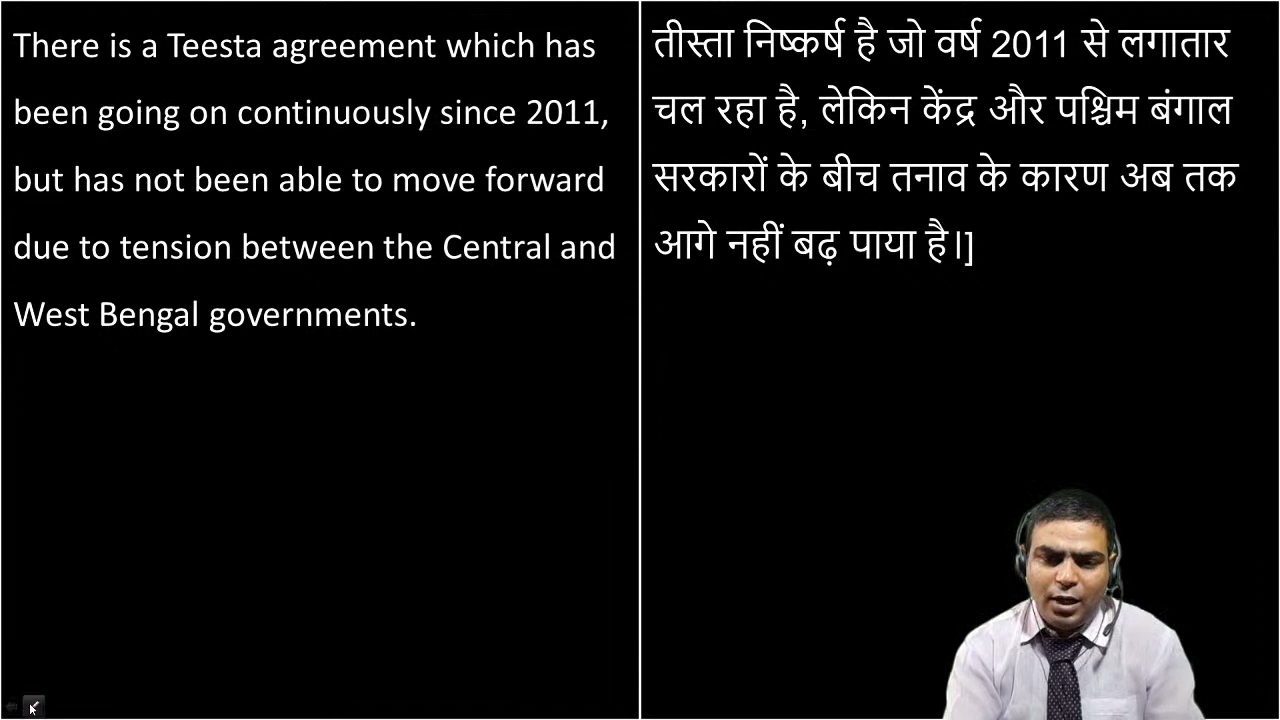 There is a Teesta agreement which has
been going on continuously since 2011,
but has not been able to move forward
due to tension between the Central and
West Bengal governments.
तीस्ता निष्कर्ष है जो वर्ष 2011 से लगातार
चल रहा है, लेकिन केंद्र और पश्चिम बंगाल
सरकारों के बीच तनाव के कारण अब तक
आगे नहीं बढ़ पाया है।]